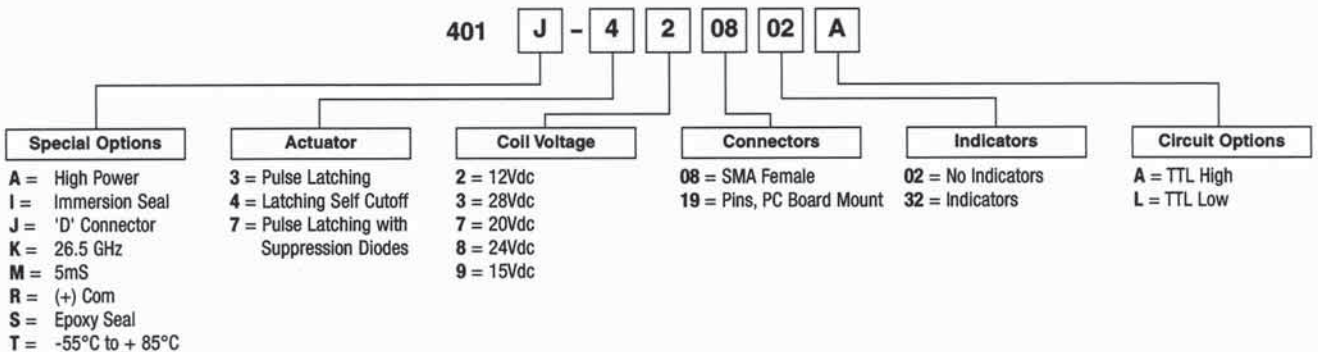 401 J - 4 2 08 02 A
Special Options
A = High Power
I = Immersion Seal
J = 'D' Connector
K = 26.5 GHz
M = 5mS
R = (+) Com
S = Epoxy Seal
T = -55°C to + 85°C
Actuator
3 = Pulse Latching
4 = Latching Self Cutoff
7 = Pulse Latching with
Suppression Diodes
Coil Voltage
2 = 12Vdc
3 = 28Vdc
7 = 20Vdc
8 = 24Vdc
9 = 15Vdc
Connectors
08 = SMA Female
19 = Pins, PC Board Mount
Indicators
02 = No Indicators
32 = Indicators
Circuit Options
A = TTL High
L = TTL Low